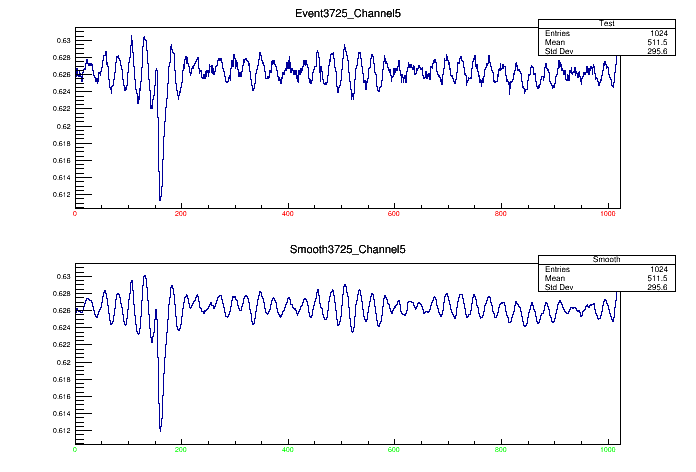 Event3725_Channel5
Test
Entries 1024
Mean 511.5
Std Dev 295.6
0.63
0.628
0.626
0.624
0.622
0.62
0.618
0.616
0.614
0.612
0 200 400 600 800 1000
Smooth3725_Channel5
Smooth
Entries 1024
Mean 511.5
Std Dev 295.6
0.63
0.628
0.626
0.624
0.622
0.62
0.618
0.616
0.614
0.612
0 200 400 600 800 1000